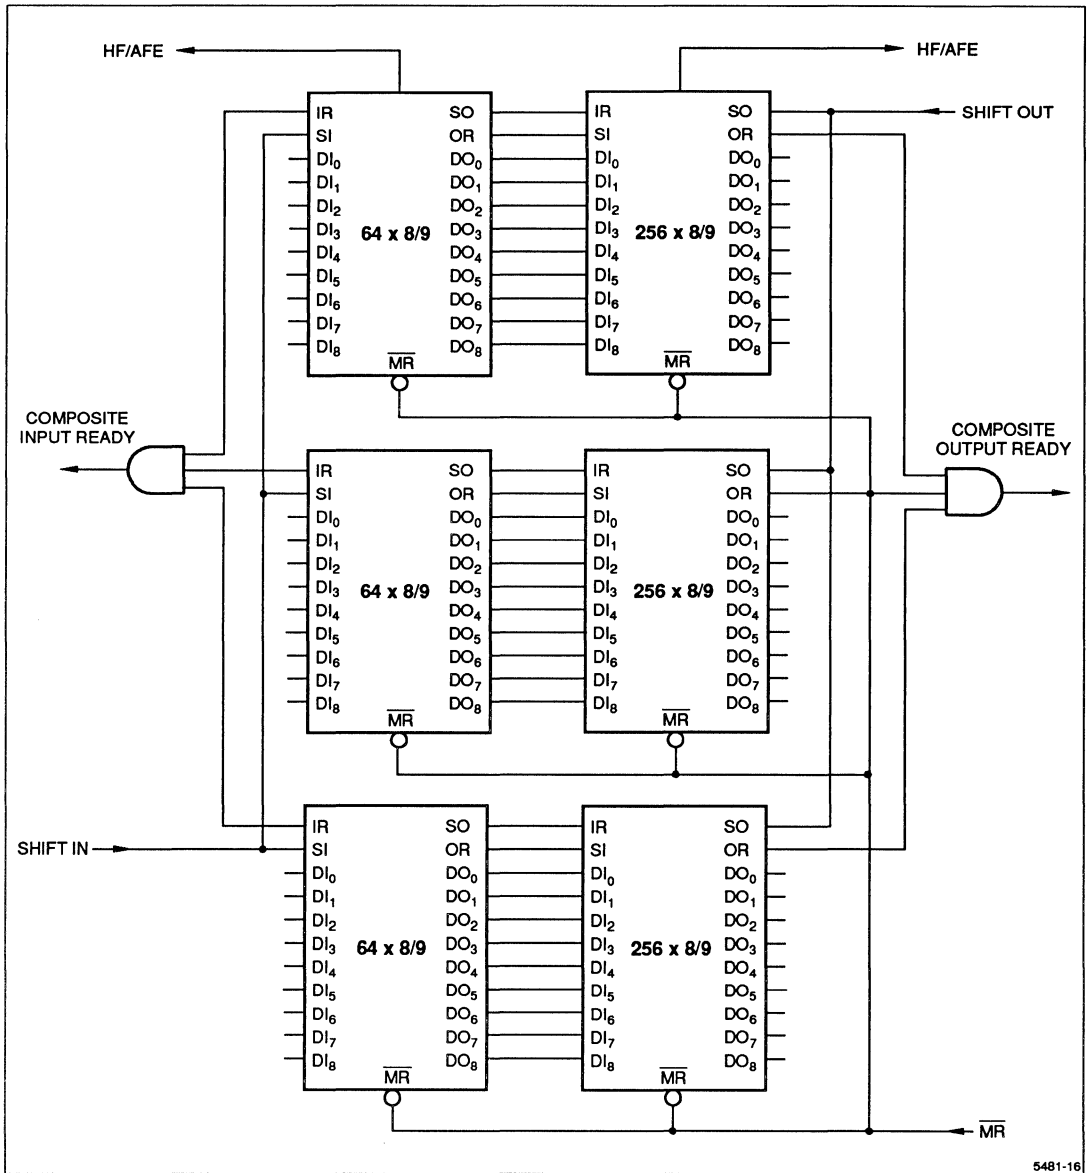 HF/AFE
HF/AFE
IR SO
SI OR
DI0 DO0
DI1 DO1
DI2 DO2
DI3 DO3
DI4 DO4
DI5 DO5
DI6 DO6
DI7 DO7
DI8 DO8
64 x 8/9
MR
IR SO
SI OR
DI0 DO0
DI1 DO1
DI2 DO2
DI3 DO3
DI4 DO4
DI5 DO5
DI6 DO6
DI7 DO7
DI8 DO8
256 x 8/9
MR
SHIFT OUT
COMPOSITE
INPUT READY
IR SO
SI OR
DI0 DO0
DI1 DO1
DI2 DO2
DI3 DO3
DI4 DO4
DI5 DO5
DI6 DO6
DI7 DO7
DI8 DO8
64 x 8/9
MR
IR SO
SI OR
DI0 DO0
DI1 DO1
DI2 DO2
DI3 DO3
DI4 DO4
DI5 DO5
DI6 DO6
DI7 DO7
DI8 DO8
256 x 8/9
MR
COMPOSITE
OUTPUT READY
SHIFT IN
IR SO
SI OR
DI0 DO0
DI1 DO1
DI2 DO2
DI3 DO3
DI4 DO4
DI5 DO5
DI6 DO6
DI7 DO7
DI8 DO8
64 x 8/9
MR
IR SO
SI OR
DI0 DO0
DI1 DO1
DI2 DO2
DI3 DO3
DI4 DO4
DI5 DO5
DI6 DO6
DI7 DO7
DI8 DO8
256 x 8/9
MR
MR
5481-16